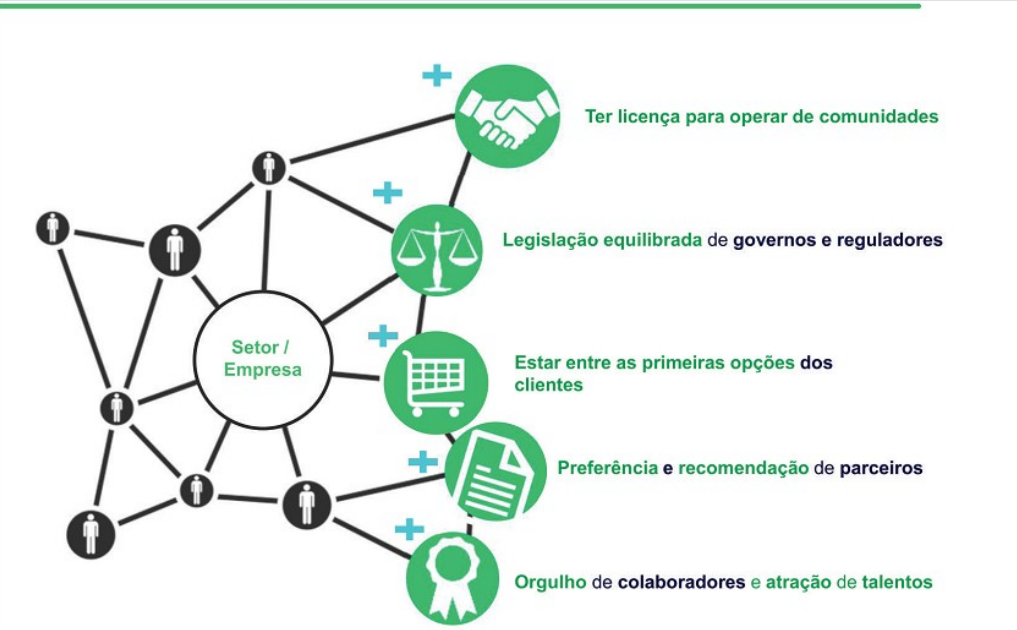 Ter licença para operar de comunidades
Legislação equilibrada de governos e reguladores
Setor /
Empresa
Estar entre as primeiras opções dos
clientes
Preferência e recomendação de parceiros
Orgulho de colaboradores e atração de talentos